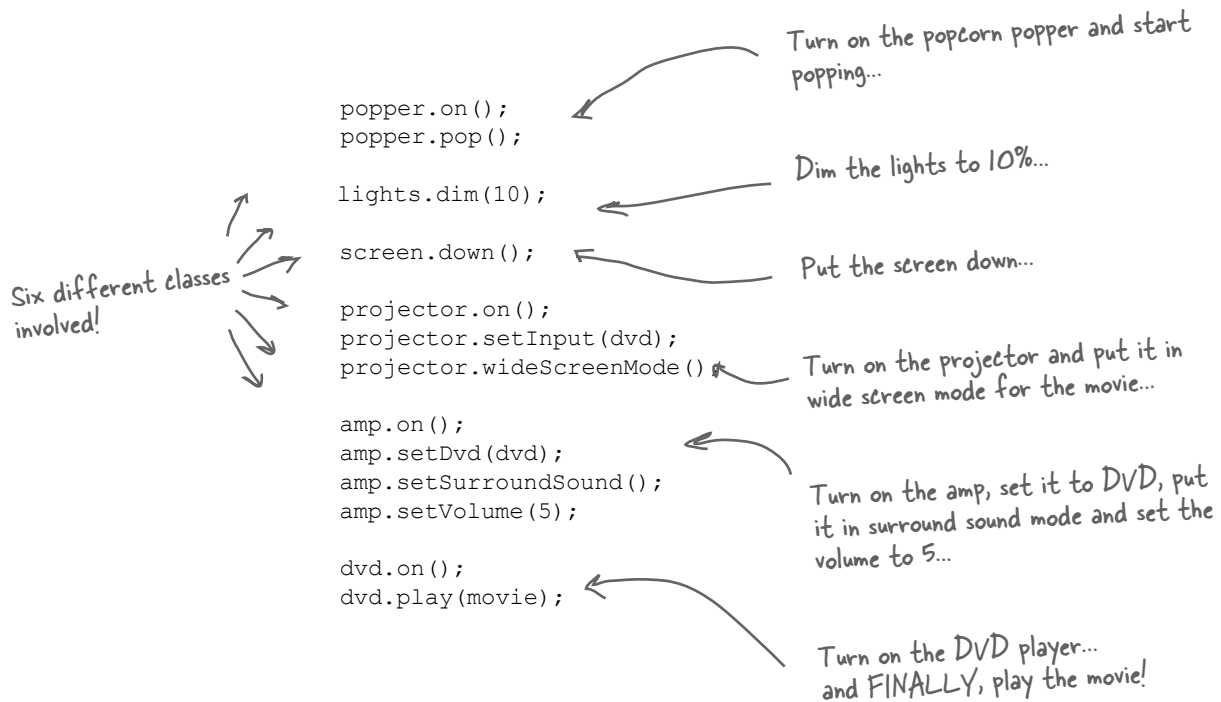 Turn on the popcorn popper and start
popping...
popper.on();
popper.pop();
Dim the lights to 10%...
lights.dim(10);
screen.down();
Put the screen down...
Six different classes
involved!
projector.on();
projector.setInput(dvd);
projector.wideScreenMode();
Turn on the projector and put it in
wide screen mode for the movie...
amp.on();
amp.setDvd(dvd);
amp.setSurroundSound();
amp.setVolume(5);
Turn on the amp, set it to DVD, put
it in surround sound mode and set the
volume to 5...
dvd.on();
dvd.play(movie);
Turn on the DVD player...
and FINALLY, play the movie!